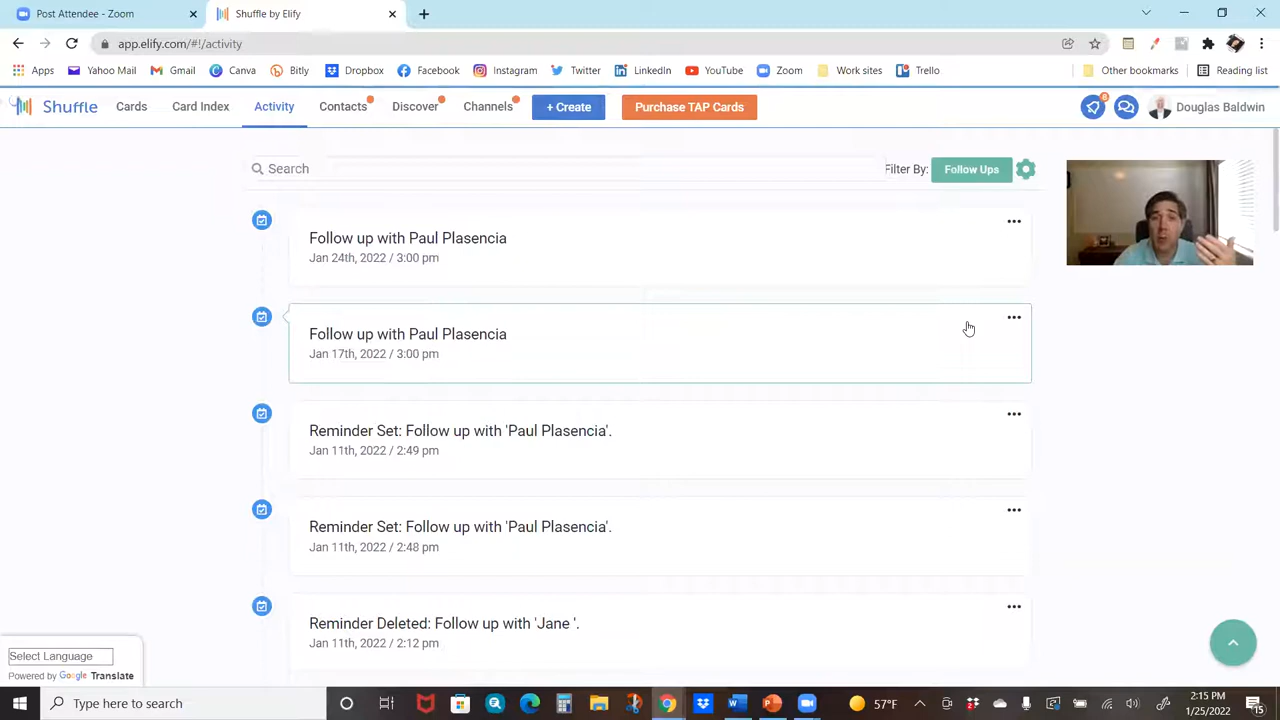 Post Attendee - Zoom
Shuffle by Elify
app.elify.com/#!/activity
Apps
Yahoo Mail
Gmail
Canva
Bitly
Dropbox
Facebook
Instagram
Twitter
LinkedIn
YouTube
Zoom
Work sites
Trello
Other bookmarks
Reading list
Shuffle
Cards
Card Index
Activity
Contacts
Discover
Channels
+ Create
Purchase TAP Cards
Douglas Baldwin
Search
Filter By:
Follow Ups
Follow up with Paul Plasencia
Jan 24th, 2022 / 3:00 pm
Follow up with Paul Plasencia
Jan 17th, 2022 / 3:00 pm
Reminder Set: Follow up with 'Paul Plasencia'.
Jan 11th, 2022 / 2:49 pm
Reminder Set: Follow up with 'Paul Plasencia'.
Jan 11th, 2022 / 2:48 pm
Reminder Deleted: Follow up with 'Jane '.
Jan 11th, 2022 / 2:12 pm
Select Language
Powered by Google Translate
Type here to search
57°F
2:15 PM
1/25/2022